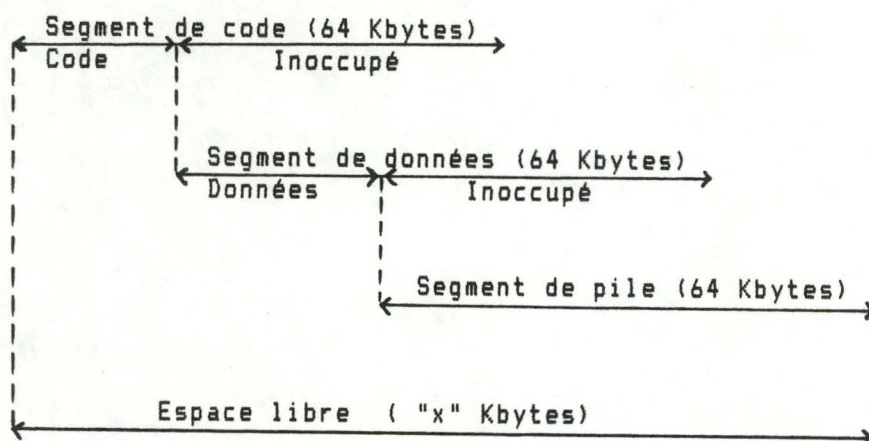 Segment de code (64 Kbytes)
Code Inoccupé
Segment de données (64 Kbytes)
Données Inoccupé
Segment de pile (64 Kbytes)
Espace libre ( "x" Kbytes)